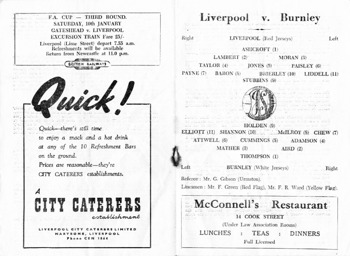 F.A. CUP — THIRD ROUND.
SATURDAY, 10th JANUARY
GATESHEAD v. LIVERPOOL
EXCURSION TRAIN Fare 25/-
Liverpool (Lime Street) depart 7.55 a.m.
Refreshments will be available
Return from Newcastle at 11.0 p.m.
BRITISH RAILWAYS
Quick!
Quick—there's still time
to enjoy a snack and a hot drink
at any of the 10 Refreshment Bars
on the ground.
Prices are reasonable—they're
CITY CATERERS establishments.
A
CITY CATERERS
establishment
LIVERPOOL CITY CATERERS LIMITED
MARYBONE, LIVERPOOL
Phone CEN
Liverpool v. Burnley
Right LIVERPOOL (Red Jerseys) Left
ASHCROFT (1)
LAMBERT (2) MORAN (3)
TAYLOR (4) JONES (5) PAISLEY (6)
PAYNE (7) BARON (8) BRIERLEY (10) LIDDELL (11)
STUBBINS (9)
HOLDEN (9)
ELLIOTT (11) SHANNON (10) McILROY (8) CHEW (7)
ATTWELL (6) CUMMINGS (5) ADAMSON (4)
MATHER (3) AIRD (2)
THOMPSON (1)
Left BURNLEY (White Jerseys) Right
Referee: Mr. G. Gibson (Urmston).
Linesmen: Mr. F. Green (Red Flag), Mr. F. B. Ward (Yellow Flag).
McConnell's Restaurant
14 COOK STREET
(Under Law Association Rooms)
LUNCHES : TEAS : DINNERS
Full Licensed